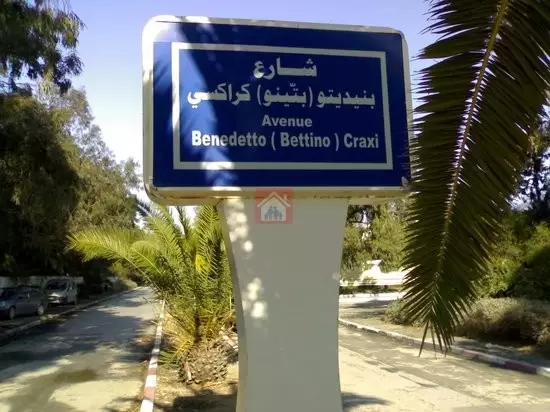 شارع
بنيديتو (بتّينو) كراكسي
Avenue
Benedetto ( Bettino ) Craxi